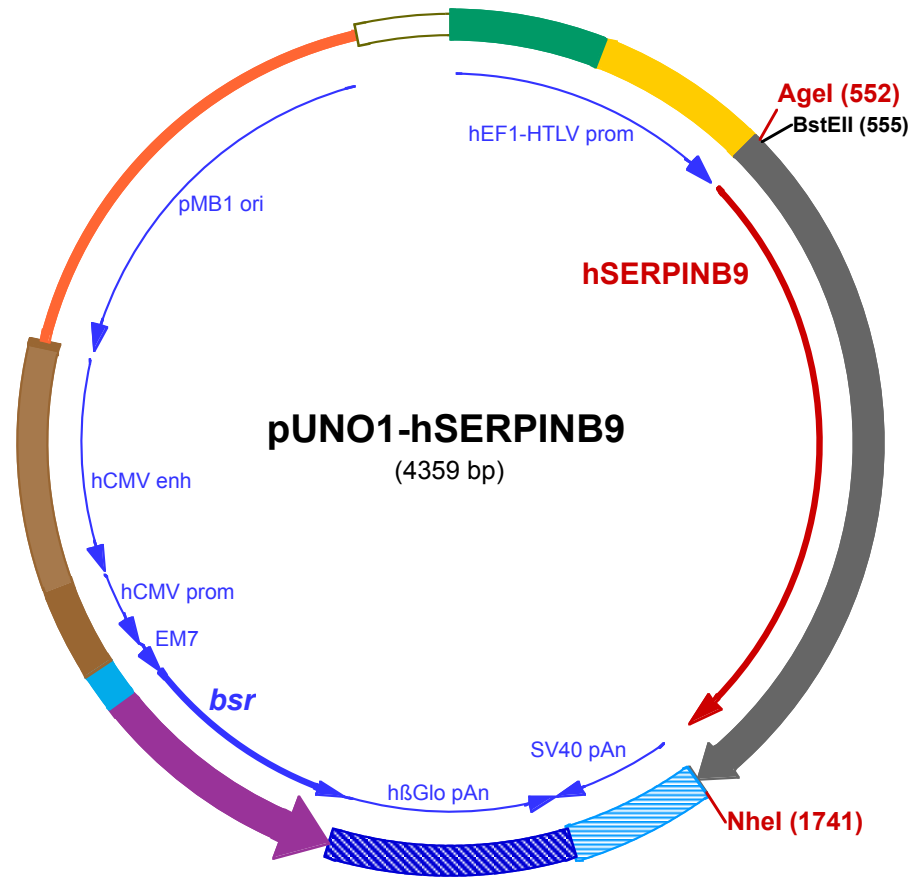 AgeI (552)
BstEII (555)
hEF1-HTLV prom
pMB1 ori
hSERPINB9
pUNO1-hSERPINB9
(4359 bp)
hCMV enh
hCMV prom
EM7
bsr
SV40 pAn
hßGlo pAn
NheI (1741)